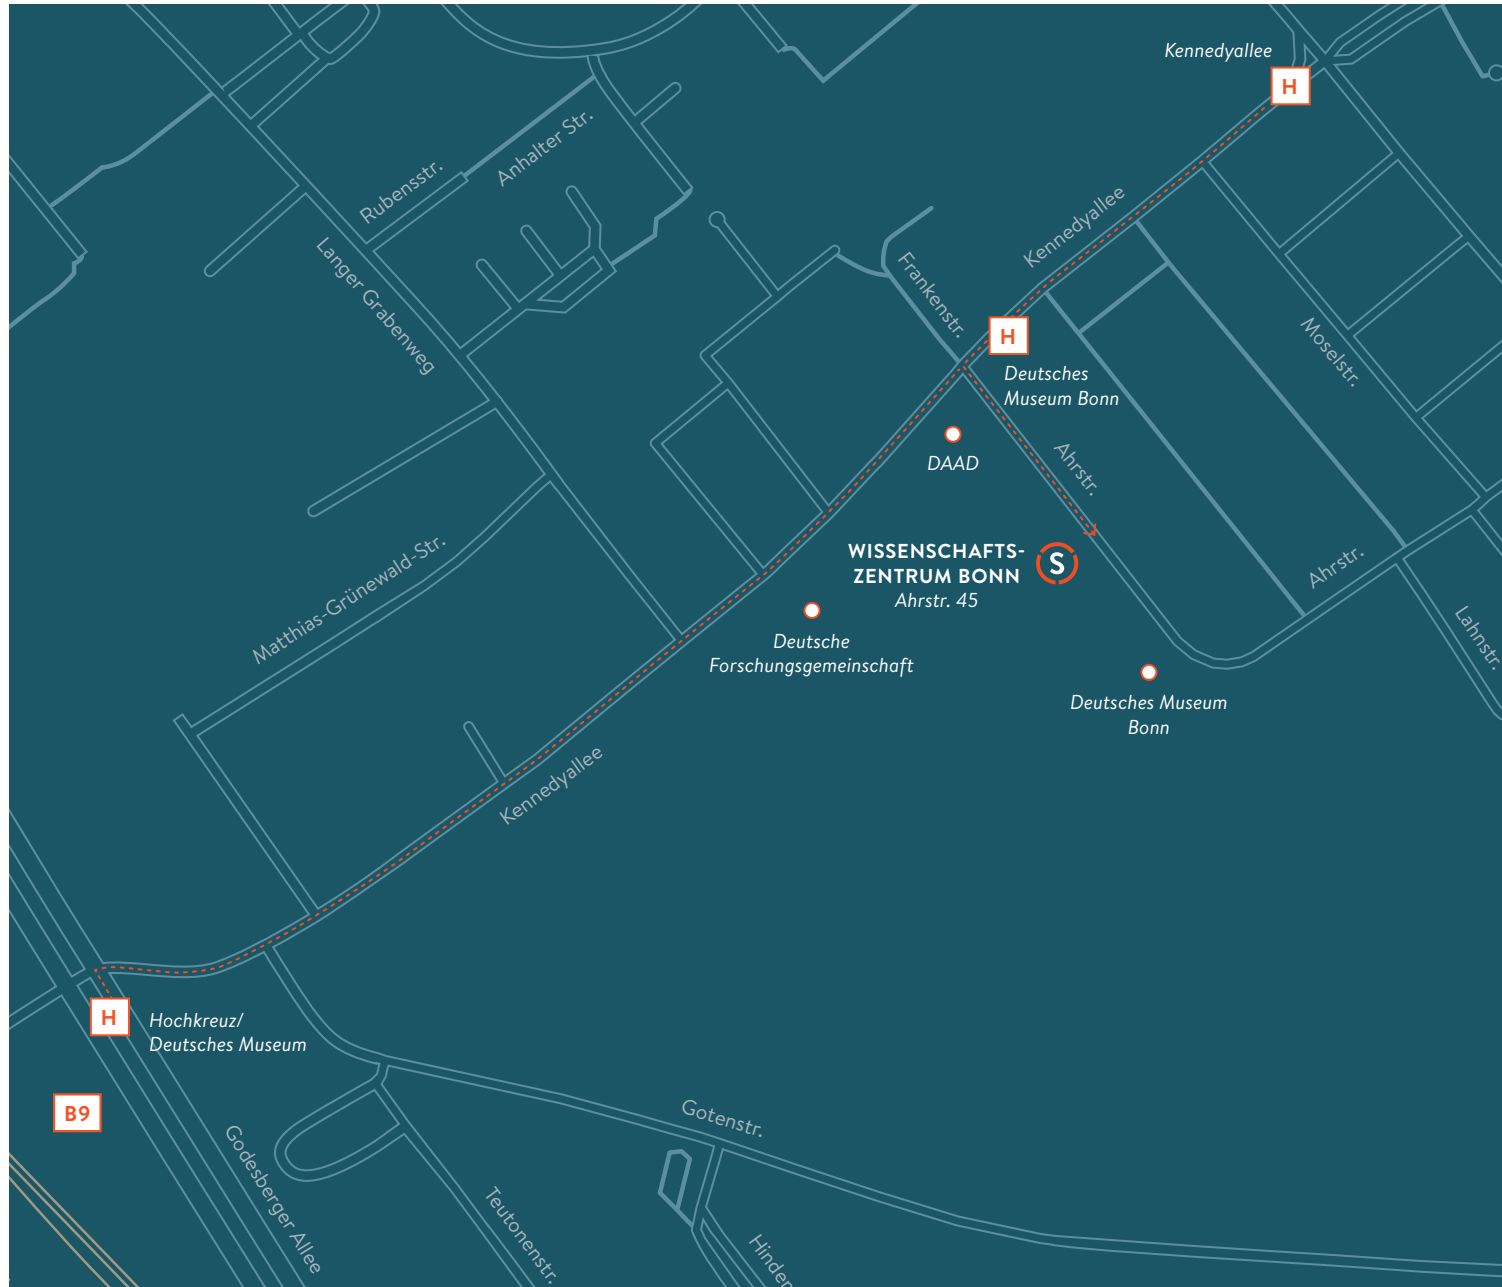 Kennedyallee
H
Anhalter Str.
Rubensstr.
Kennedyallee
Langer Grabenweg
Frankenstr.
H
Deutsches
Museum Bonn
Moselstr.
DAAD
Ahrstr.
WISSENSCHAFTS-
ZENTRUM BONN
Ahrstr. 45
S
Matthias-Grünewald-Str.
Ahrstr.
Deutsche
Forschungsgemeinschaft
Lahnstr.
Deutsches Museum
Bonn
Kennedyallee
H
Hochkreuz/
Deutsches Museum
B9
Gotenstr.
Godesberger Allee
Teutonenstr.
Hinder